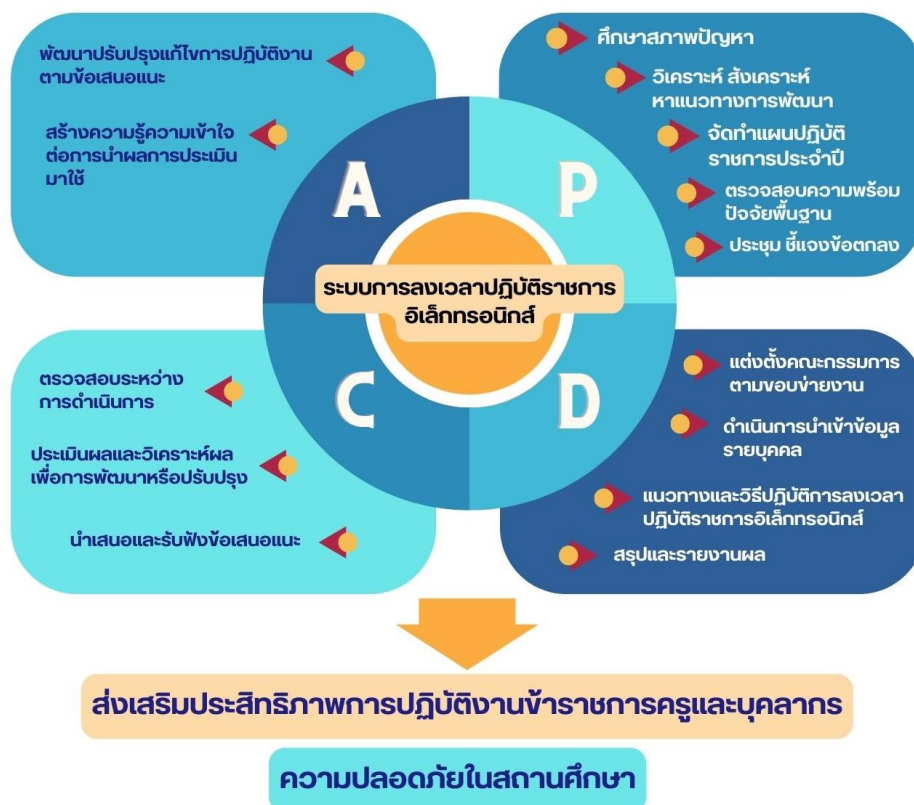 พัฒนาปรับปรุงแก้ไขการปฏิบัติงาน
ตามข้อเสนอแนะ
สร้างความรู้ความเข้าใจ
ต่อการนำผลการประเมิน
มาใช้
A
P
ศึกษาสภาพปัญหา
วิเคราะห์ สังเคราะห์
หาแนวทางการพัฒนา
จัดทำแผนปฏิบัติ
ราชการประจำปี
ตรวจสอบความพร้อม
ปัจจัยพื้นฐาน
ประชุม ชี้แจงข้อตกลง
ระบบการลงเวลาปฏิบัติราชการ
อิเล็กทรอนิกส์
ตรวจสอบระหว่าง
การดำเนินการ
ประเมินผลและวิเคราะห์ผล
เพื่อการพัฒนาหรือปรับปรุง
นำเสนอและรับฟังข้อเสนอแนะ
C
D
แต่งตั้งคณะกรรมการ
ตามขอบข่ายงาน
ดำเนินการนำเข้าข้อมูล
รายบุคคล
แนวทางและวิธีปฏิบัติการลงเวลา
ปฏิบัติราชการอิเล็กทรอนิกส์
สรุปและรายงานผล
ส่งเสริมประสิทธิภาพการปฏิบัติงานข้าราชการครูและบุคลากร
ความปลอดภัยในสถานศึกษา